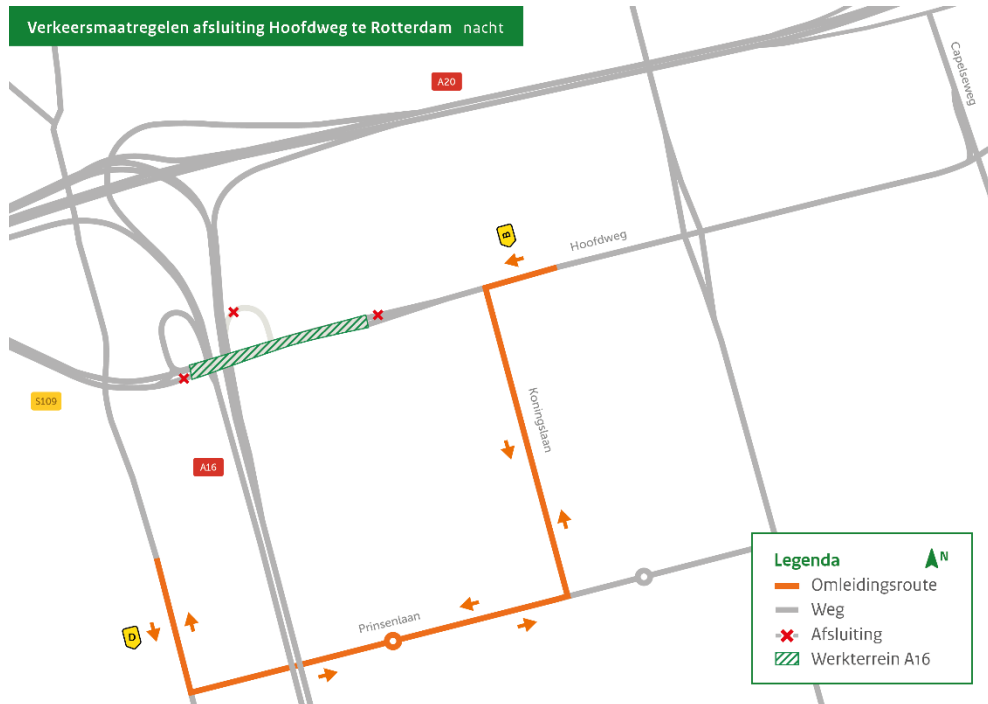 Verkeersmaatregelen afsluiting Hoofdweg te Rotterdam nacht
A20
Capelseweg
B
Hoofdweg
S109
Koningslaan
A16
D
Prinsenlaan
Legenda
N
Omleidingsroute
Weg
Afsluiting
Werkterrein A16